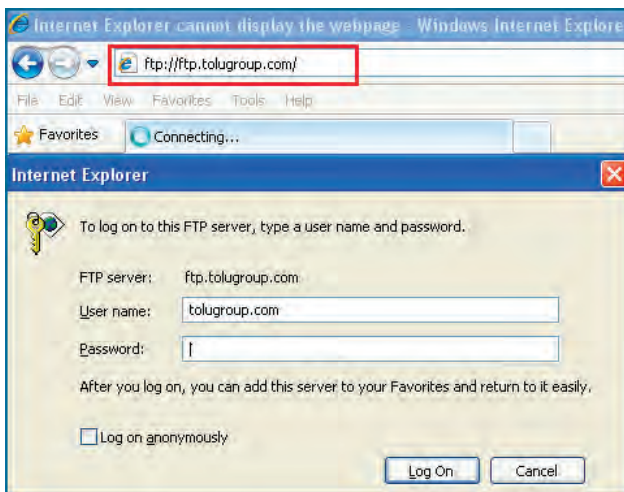 Internet Explorer cannot display the webpage - Windows Internet Explore
ftp://ftp.tolugroup.com/
File Edit View Favorites Tools Help
Favorites Connecting...
Internet Explorer
To log on to this FTP server, type a user name and password.
FTP server: ftp.tolugroup.com
User name: tolugroup.com
Password:
After you log on, you can add this server to your Favorites and return to it easily.
Log on anonymously
Log On Cancel